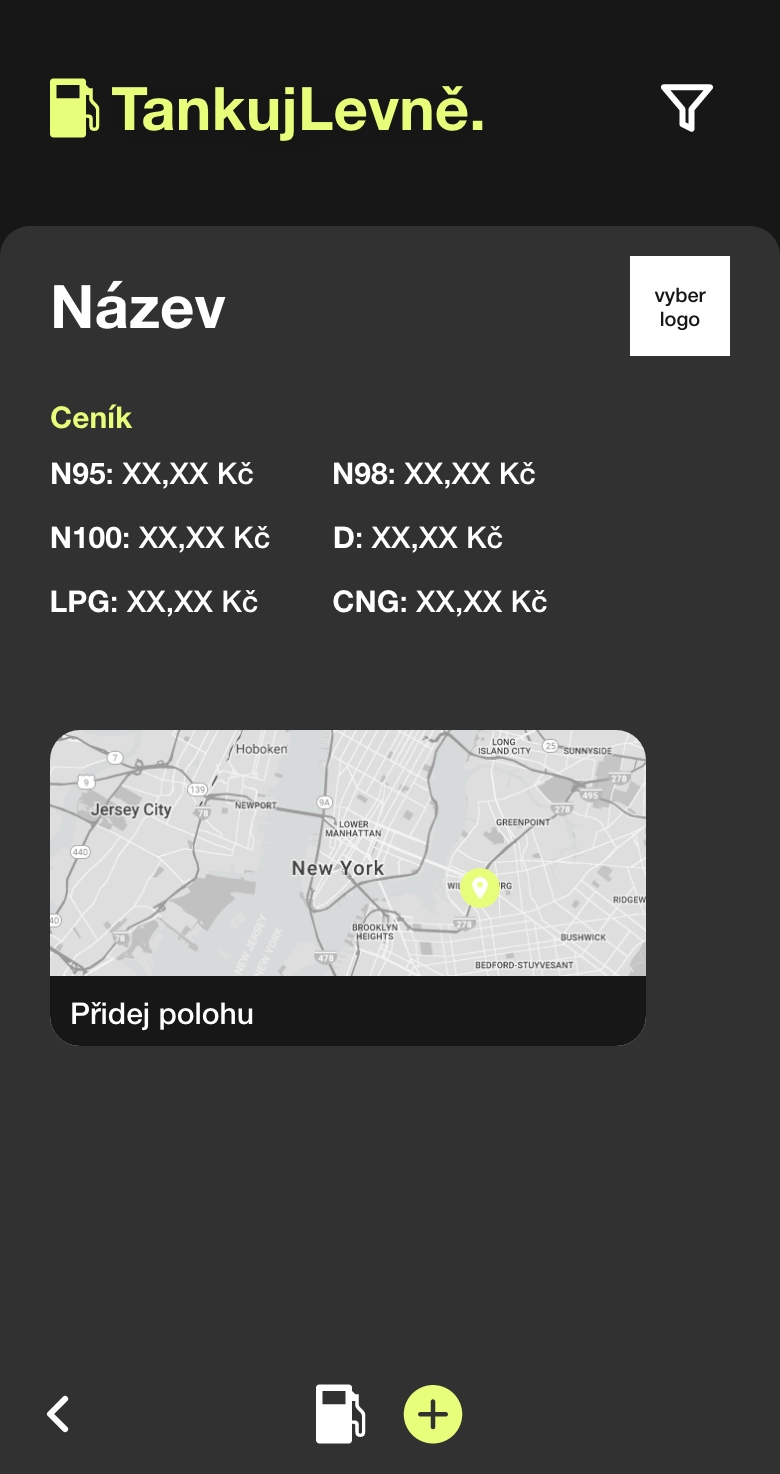 TankujLevně.
Název
vyber
logo
Ceník
N95: XX,XX Kč
N98: XX,XX Kč
N100: XX,XX Kč
D: XX,XX Kč
LPG: XX,XX Kč
CNG: XX,XX Kč
Hoboken
LONG
ISLAND CITY
25
SUNNYSIDE
7
9
139
278
495
Jersey City
NEWPORT
9A
78
278
LOWER
MANHATTAN
GREENPOINT
440
New York
RIDGEW
40
78
BROOKLYN
HEIGHTS
278
BUSHWICK
NEW JERSEY
NEW YORK
478
BEDFORD-STUYVESANT
Přidej polohu